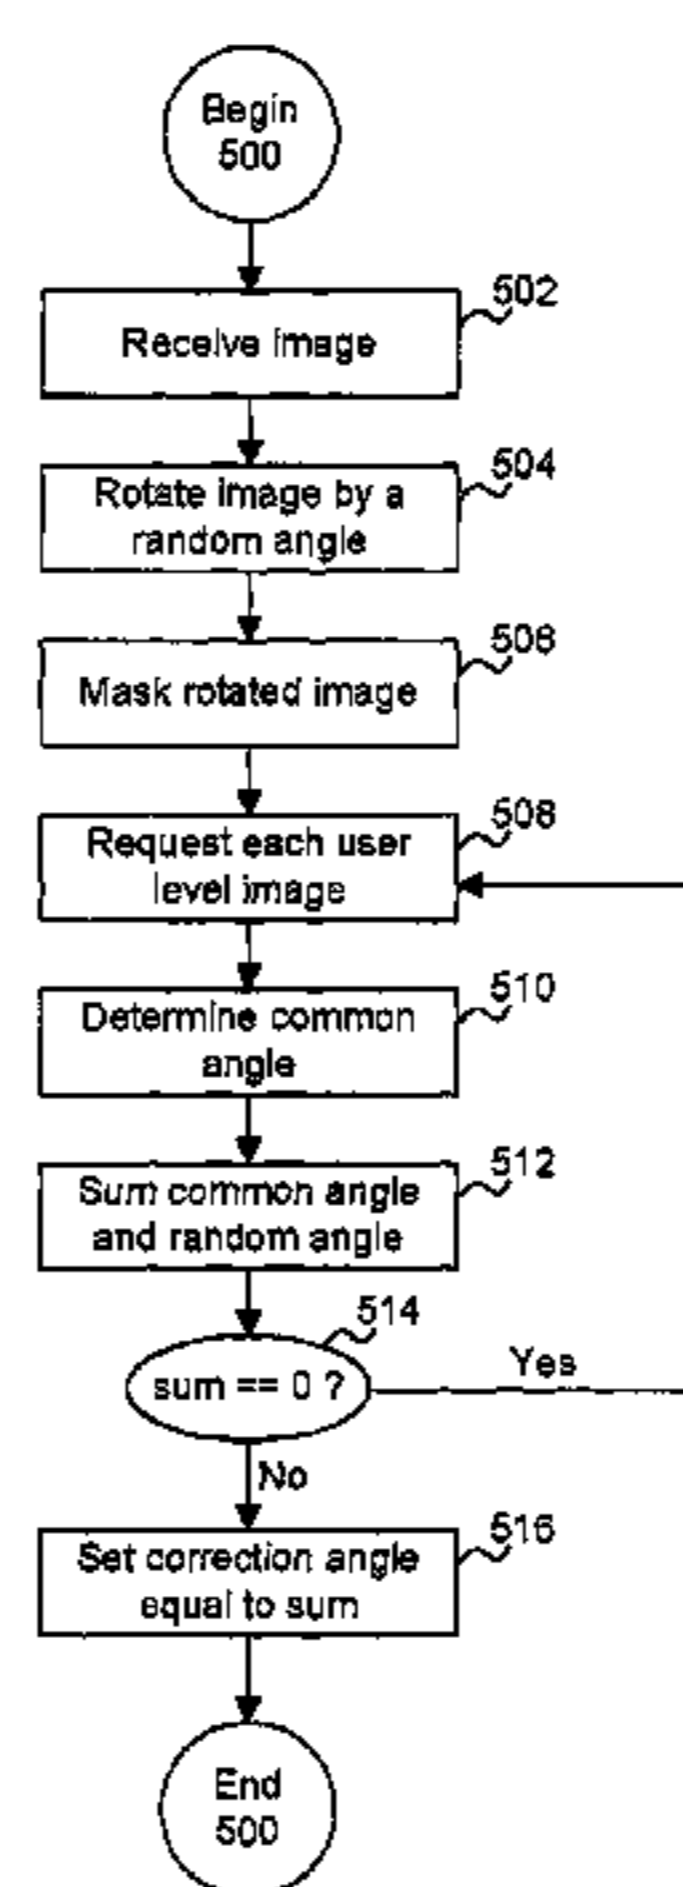 Begin
500
502
Receive image
504
Rotate image by a
random angle
506
Mask rotated image
508
Request each user
level image
510
Determine common
angle
512
Sum common angle
and random angle
514
sum == 0 ?
Yes
No
516
Set correction angle
equal to sum
End
500